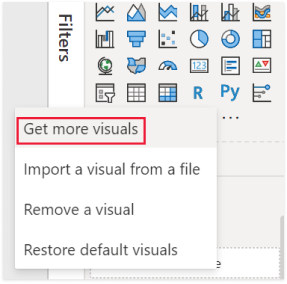 Filters
123
R
Py
...
Get more visuals
Import a visual from a file
Remove a visual
Restore default visuals
e